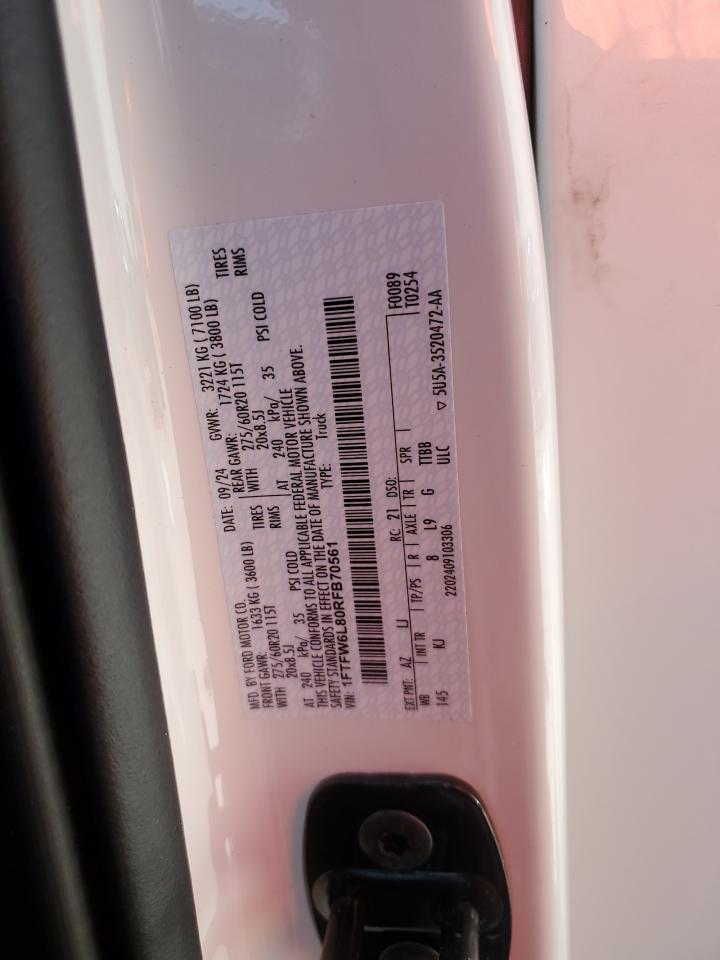 MFD. BY FORD MOTOR CO.
DATE: 09/24 GVWR: 3221 KG ( 7100 LB)
FRONT GAWR: 1633 KG ( 3600 LB) REAR GAWR: 1724 KG ( 3800 LB)
WITH 275/60R20 115T TIRES WITH 275/60R20 115T TIRES
20x8.5J RIMS 20x8.5J RIMS
AT 240 kPa/ 35 PSI COLD AT 240 kPa/ 35 PSI COLD
THIS VEHICLE CONFORMS TO ALL APPLICABLE FEDERAL MOTOR VEHICLE
SAFETY STANDARDS IN EFFECT ON THE DATE OF MANUFACTURE SHOWN ABOVE.
VIN: 1FTFW6L80RFB70561 TYPE: Truck
EXT PNT: AZ LJ RC: 21 DSO: F0089
WB INT TR TP/PS R AXLE TR SPR T0254
145 KJ 8 L9 G TTBB
2202409103306 ULC ▽ 5U5A-3520472-AA